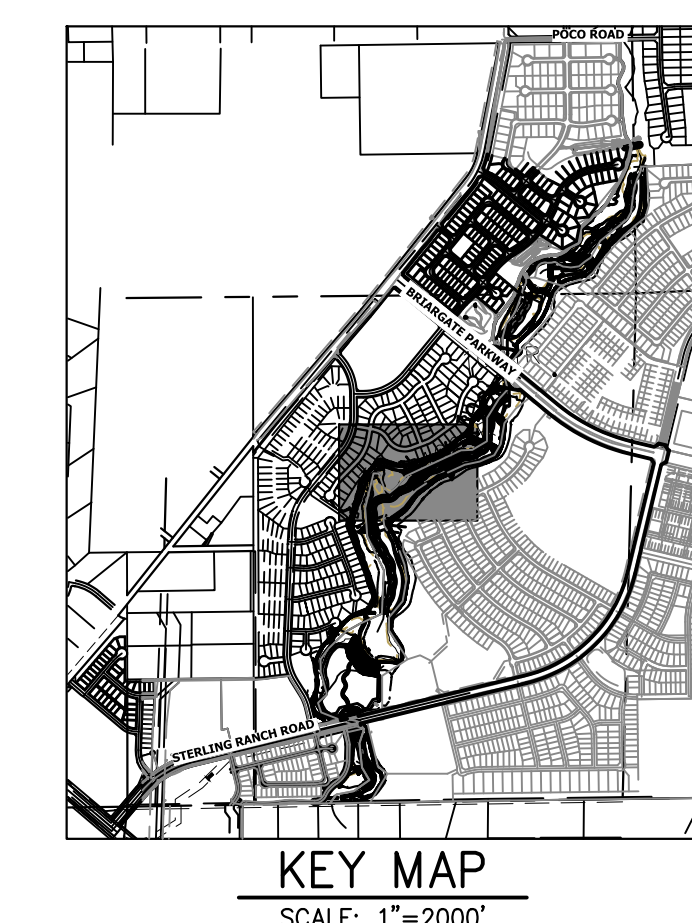 POCO ROAD
BRIARGATE PARKWAY
STERLING RANCH ROAD
KEY MAP
SCALE: 1"=2000'